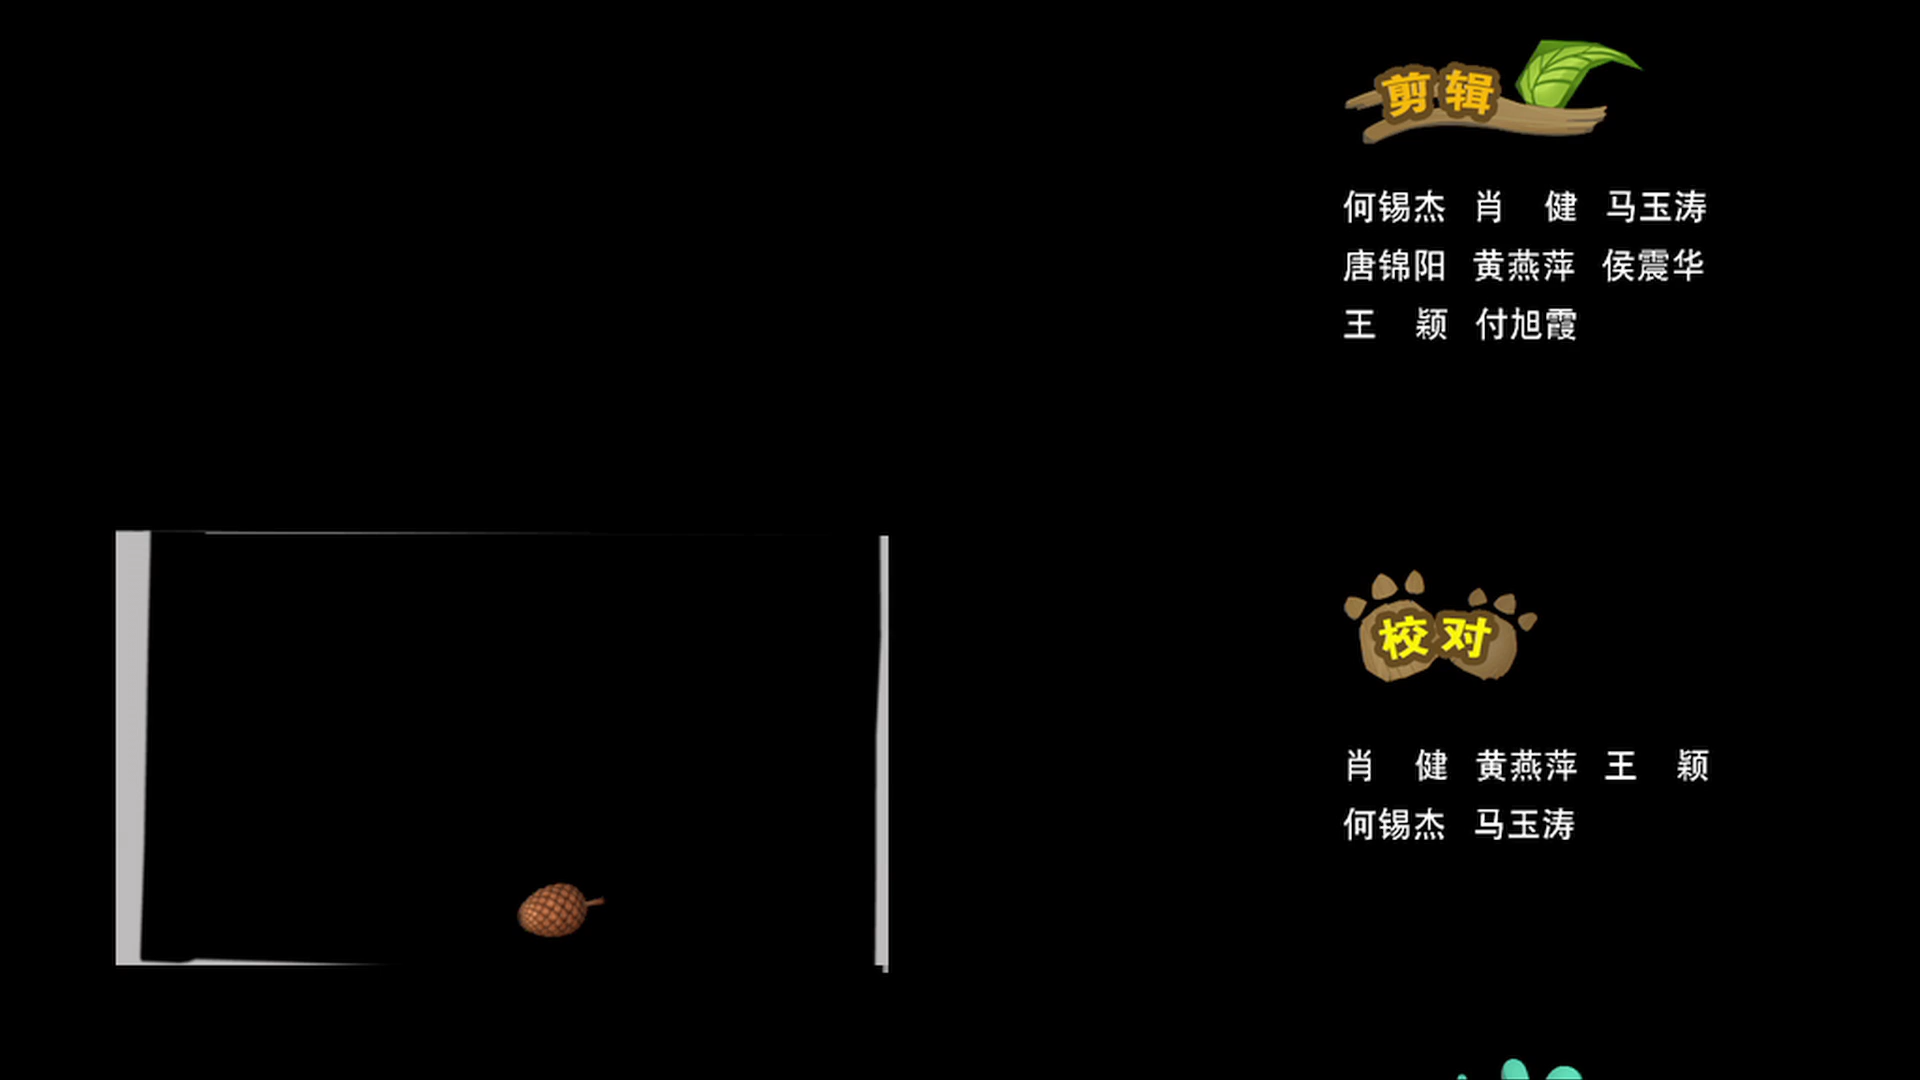 剪辑
何锡杰 肖 健 马玉涛
唐锦阳 黄燕萍 侯震华
王 颖 付旭霞
校对
肖 健 黄燕萍 王 颖
何锡杰 马玉涛